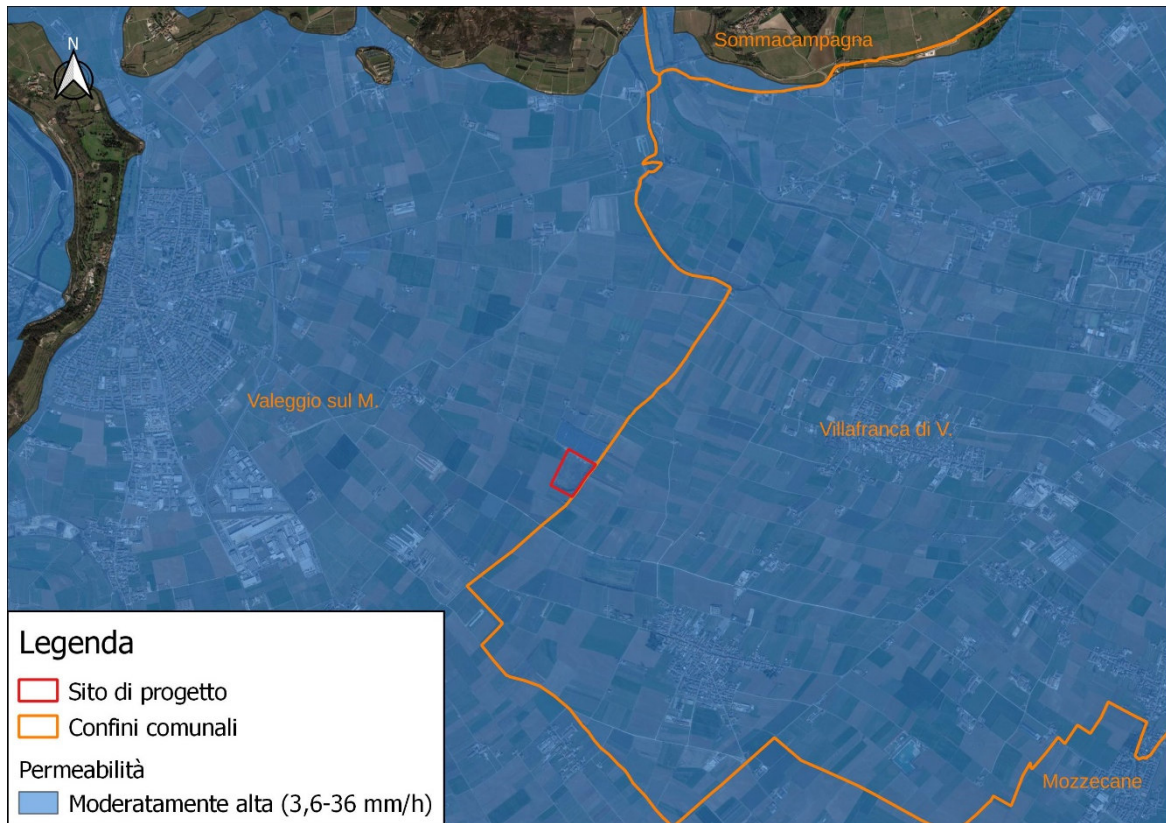 Sommacampagna
N
Valeggio sul M.
Villafranca di V.
Mozzecane
Legenda
Sito di progetto
Confini comunali
Permeabilità
Moderatamente alta (3,6-36 mm/h)